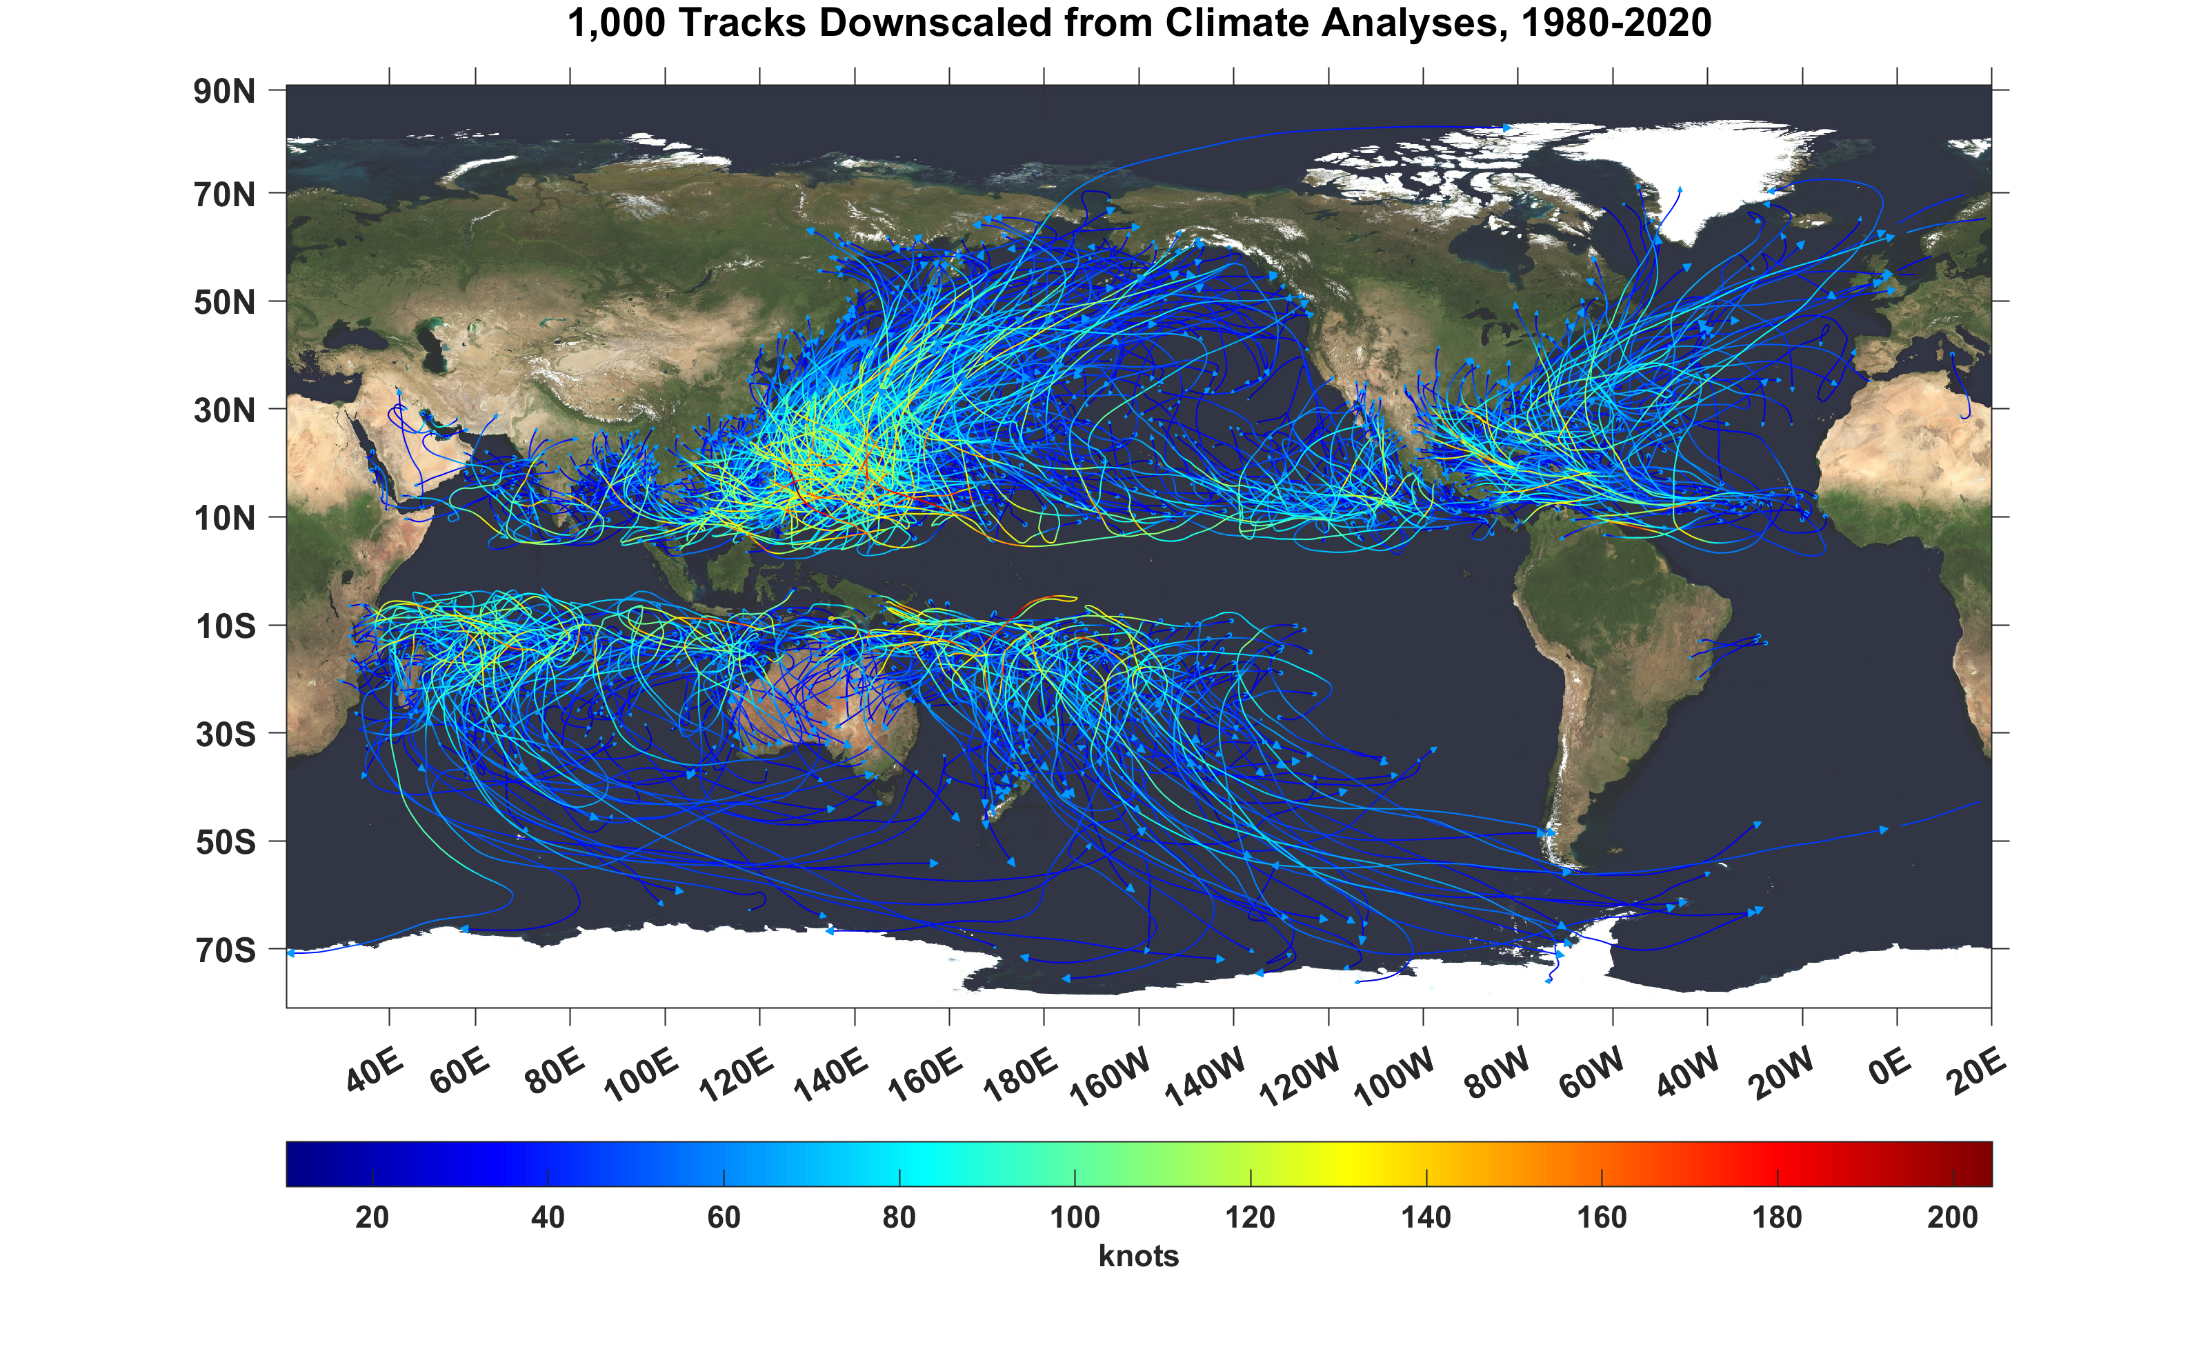 1,000 Tracks Downscaled from Climate Analyses, 1980-2020
90N
70N
50N
30N
10N
10S
30S
50S
70S
40E 60E 80E 100E 120E 140E 160E 180E 160W 140W 120W 100W 80W 60W 40W 20W 0E 20E
20 40 60 80 100 120 140 160 180 200
knots